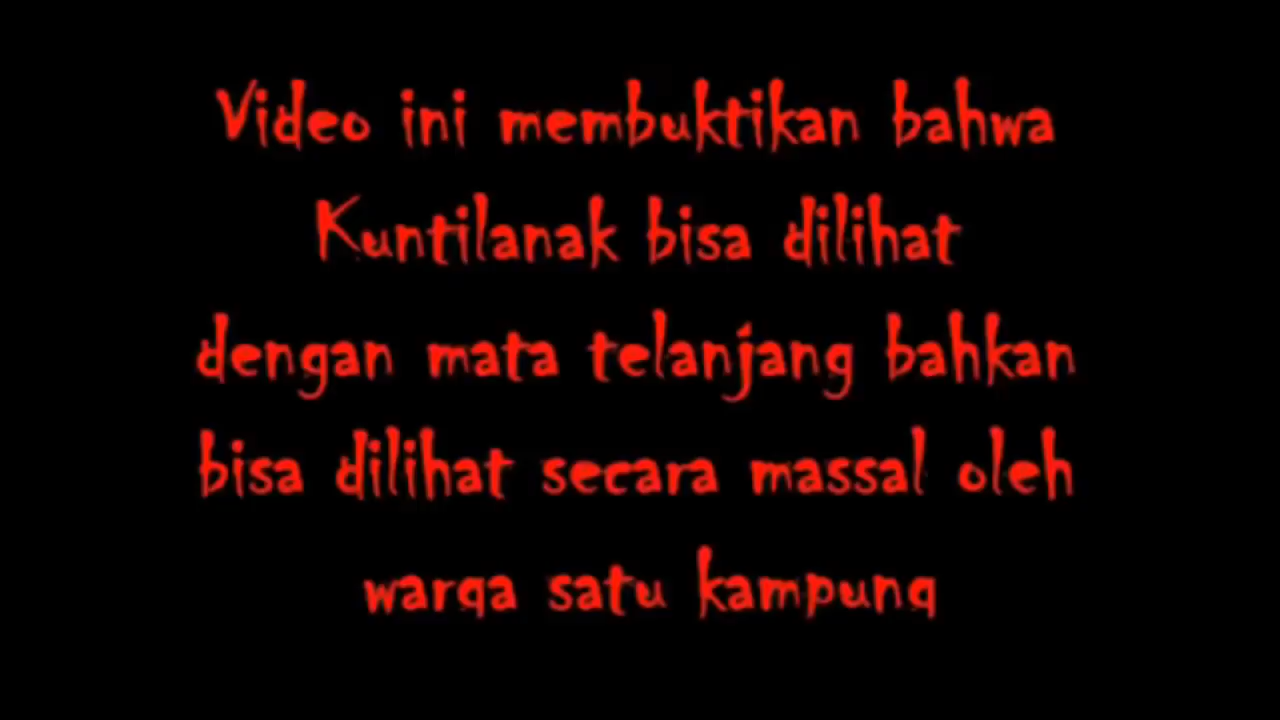 Video ini membuktikan bahwa
Kuntilanak bisa dilihat
dengan mata telanjang bahkan
bisa dilihat secara massal oleh
warga satu kampung